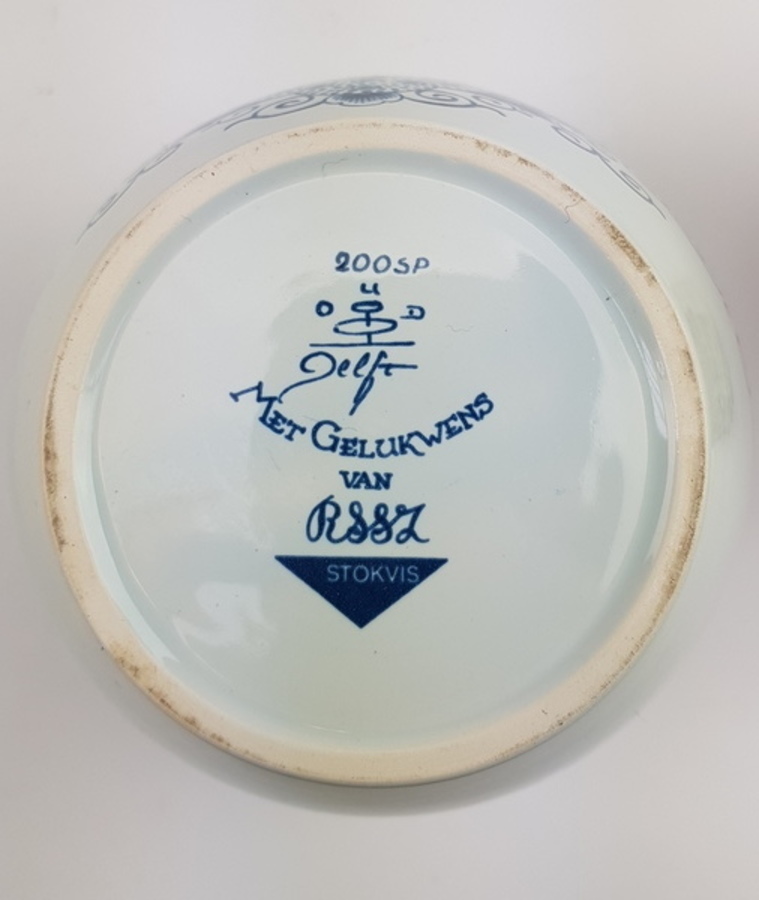 200SP
U
O D
Delft
MET GELUKWENS
VAN
RSSZ
STOKVIS